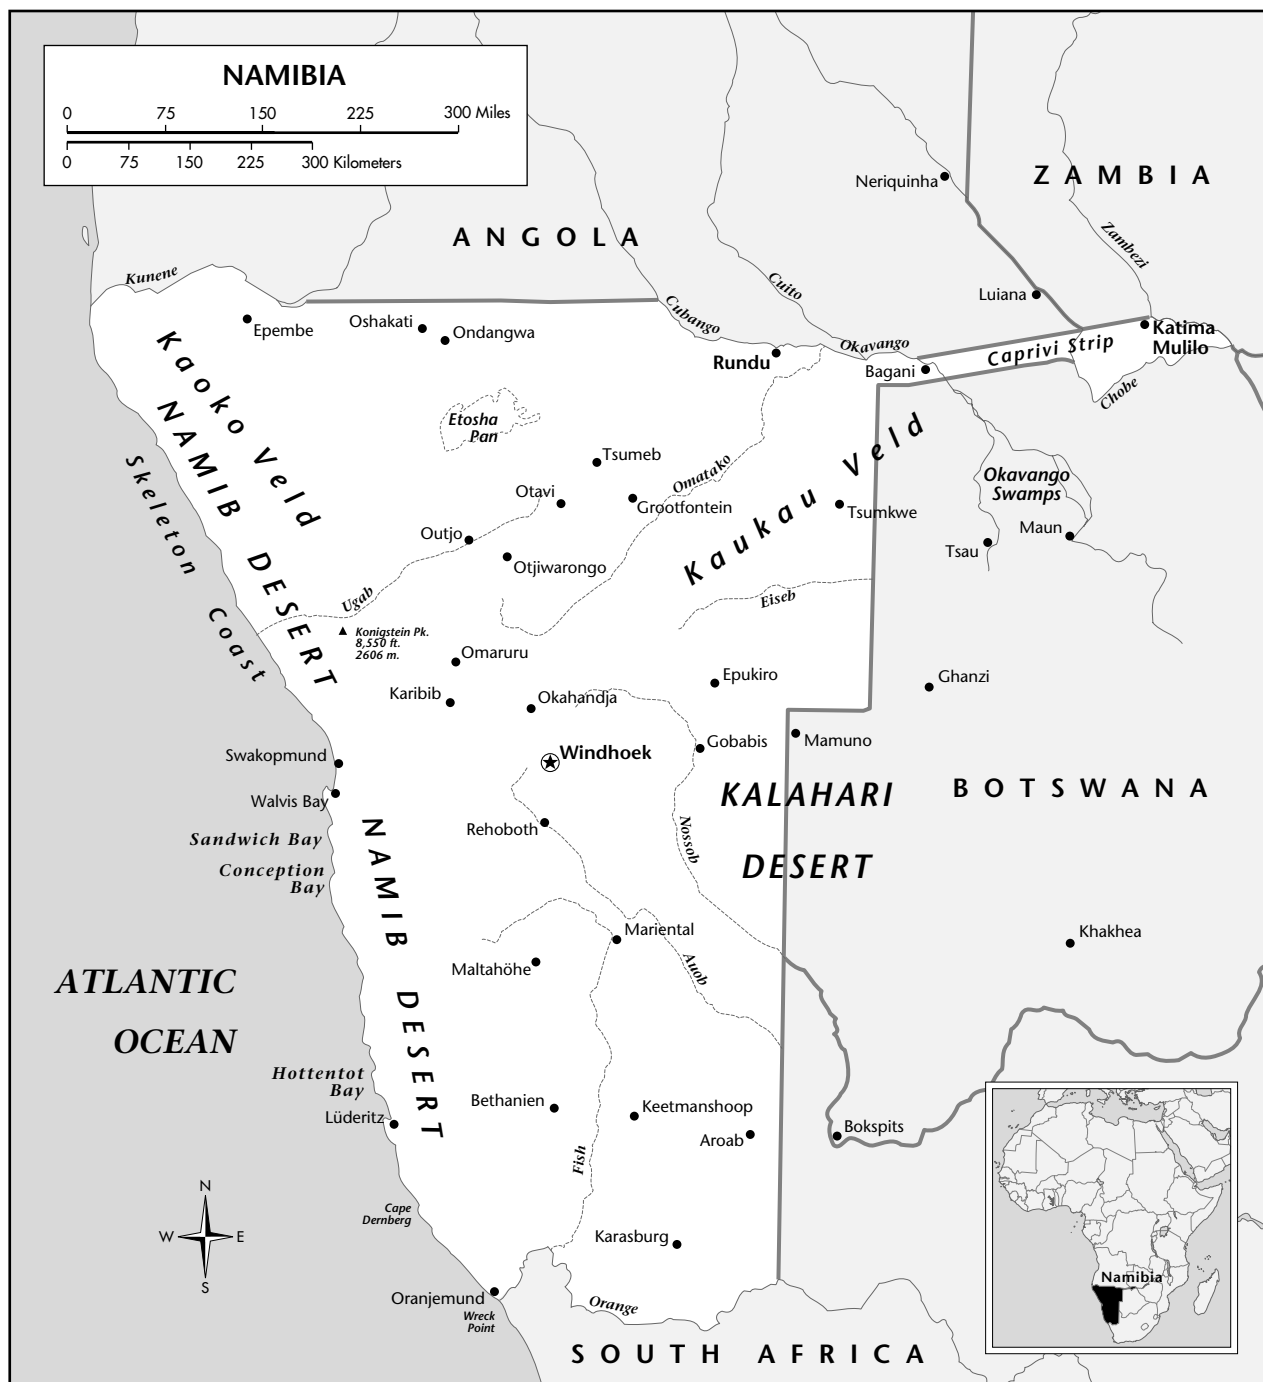 NAMIBIA
0 75 150 225 300 Miles
0 75 150 225 300 Kilometers
ANGOLA
ZAMBIA
Neriquinha
Zambezi
Kunene
Cuito
Luiana
Cubango
Epembe
Oshakati
Ondangwa
Okavango
Rundu
Bagani
Caprivi Strip
Katima
Mulilo
Chobe
Kaoko Veld
NAMIB DESERT
Skeleton Coast
Etosha
Pan
Tsumeb
Omatako
Kaukau Veld
Okavango
Swamps
Otavi
Grootfontein
Tsumkwe
Maun
Tsau
Outjo
Otjiwarongo
Ugab
Eiseb
Konigstein Pk.
8,550 ft.
2606 m.
Omaruru
Epukiro
Ghanzi
Karibib
Okahandja
Swakopmund
Windhoek
Gobabis
Mamuno
Walvis Bay
KALAHARI
DESERT
BOTSWANA
Sandwich Bay
Rehoboth
Nossob
Conception
Bay
NAMIB DESERT
Mariental
Khakhea
Maltahöhe
Auob
ATLANTIC
OCEAN
Hottentot
Bay
Lüderitz
Bethanien
Keetmanshoop
Aroab
Bokspits
Fish
N
W E
S
Cape
Dernberg
Karasburg
Oranjemund
Wreck
Point
Orange
SOUTH AFRICA
Namibia